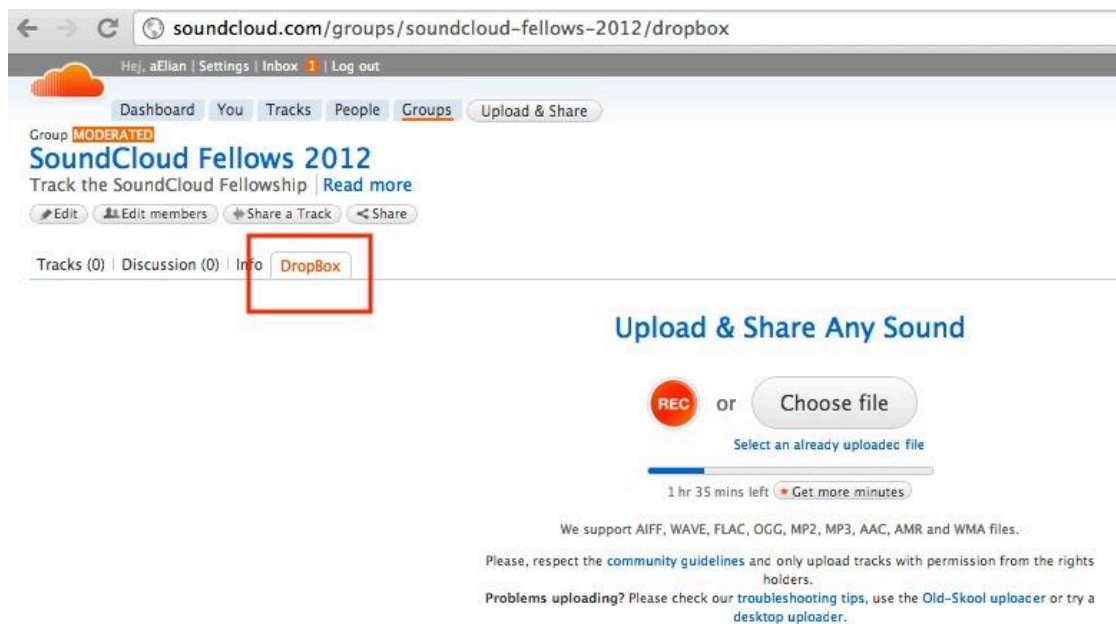 soundcloud.com/groups/soundcloud-fellows-2012/dropbox
Hej, aElian | Settings | Inbox 1 | Log out
Dashboard You Tracks People Groups Upload & Share
Group MODERATED
SoundCloud Fellows 2012
Track the SoundCloud Fellowship | Read more
Edit Edit members Share a Track Share
Tracks (0) | Discussion (0) | Info DropBox
Upload & Share Any Sound
REC or Choose file
Select an already uploaded file
1 hr 35 mins left Get more minutes
We support AIFF, WAVE, FLAC, OGG, MP2, MP3, AAC, AMR and WMA files.
Please, respect the community guidelines and only upload tracks with permission from the rights
holders.
Problems uploading? Please check our troubleshooting tips, use the Old-Skool uploader or try a
desktop uploader.